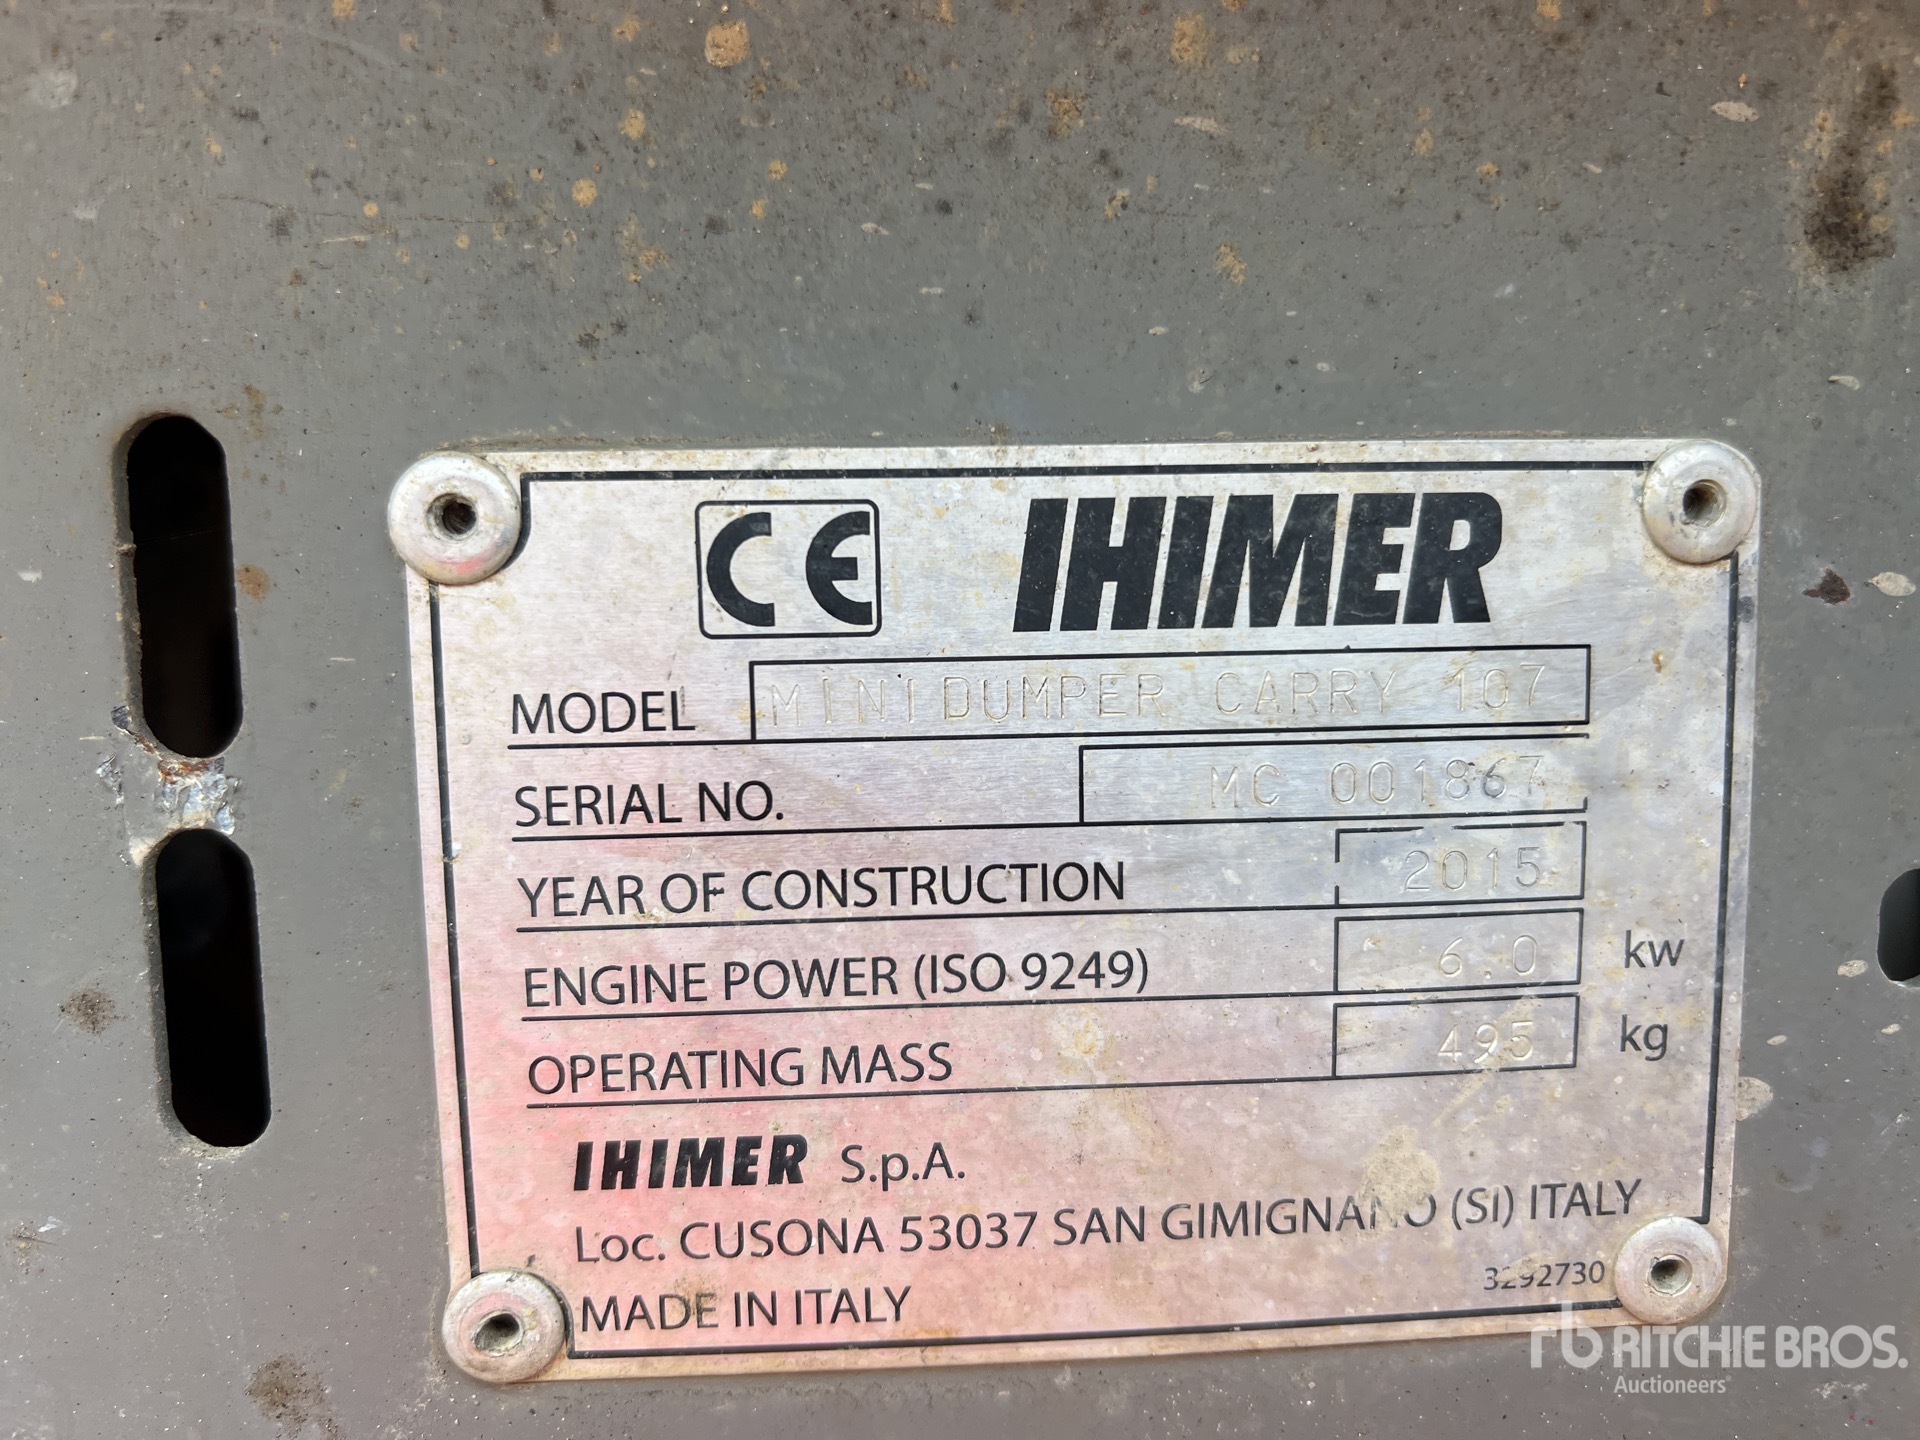 CE IHIMER
MODEL MINIDUMPER CARRY 107
SERIAL NO. MC 001867
YEAR OF CONSTRUCTION 2015
ENGINE POWER (ISO 9249) 6.0 kw
OPERATING MASS 495 kg
IHIMER S.p.A.
Loc. CUSONA 53037 SAN GIMIGNANO (SI) ITALY
3292730
MADE IN ITALY
rb RITCHIE BROS.
Auctioneers